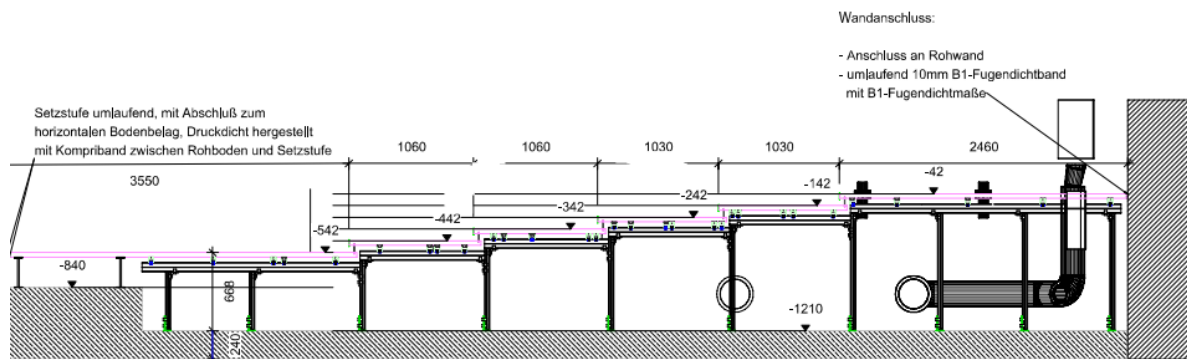 Wandanschluss:
- Anschluss an Rohwand
- umlaufend 10mm B1-Fugendichtband
mit B1-Fugendichtmaße
Setzstufe umlaufend, mit Abschluß zum
horizontalen Bodenbelag, Druckdicht hergestellt
mit Kompriband zwischen Rohboden und Setzstufe
1060
1060
1030
1030
2460
3550
-42
-142
-242
-342
-442
-542
-840
668
-1210
240